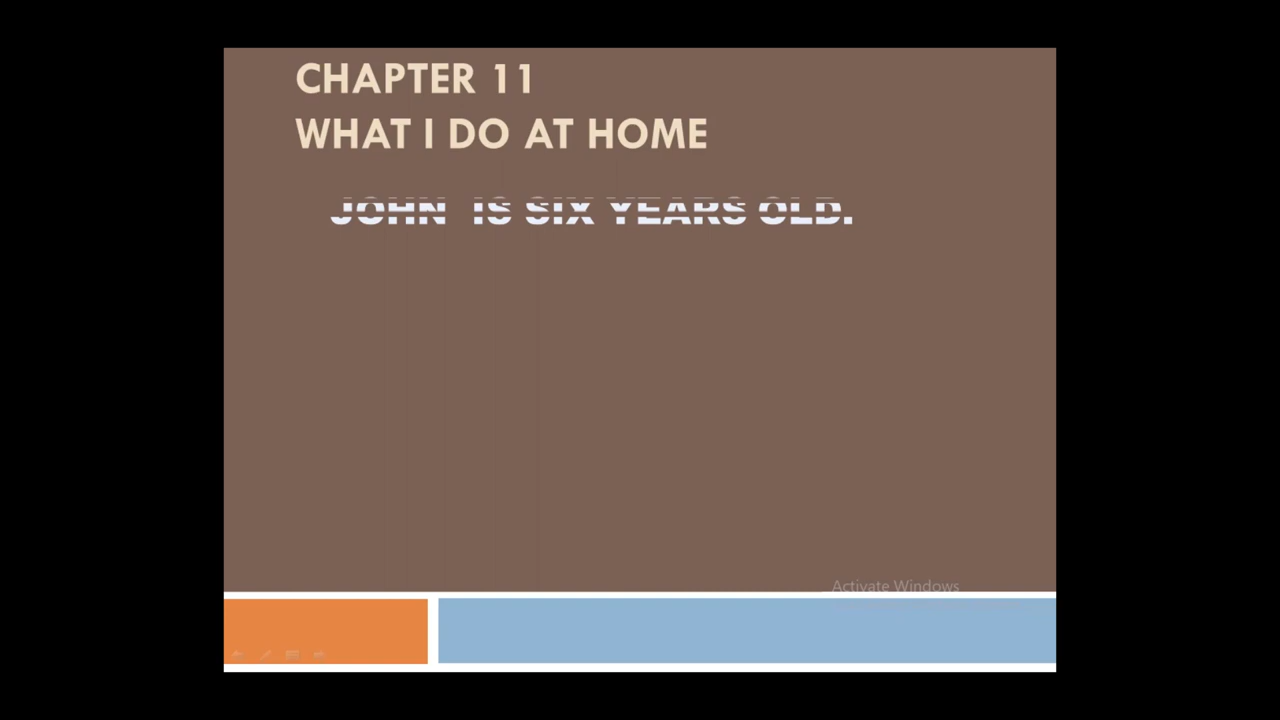 CHAPTER 11
WHAT I DO AT HOME
JOHN IS SIX YEARS OLD.
Activate Windows